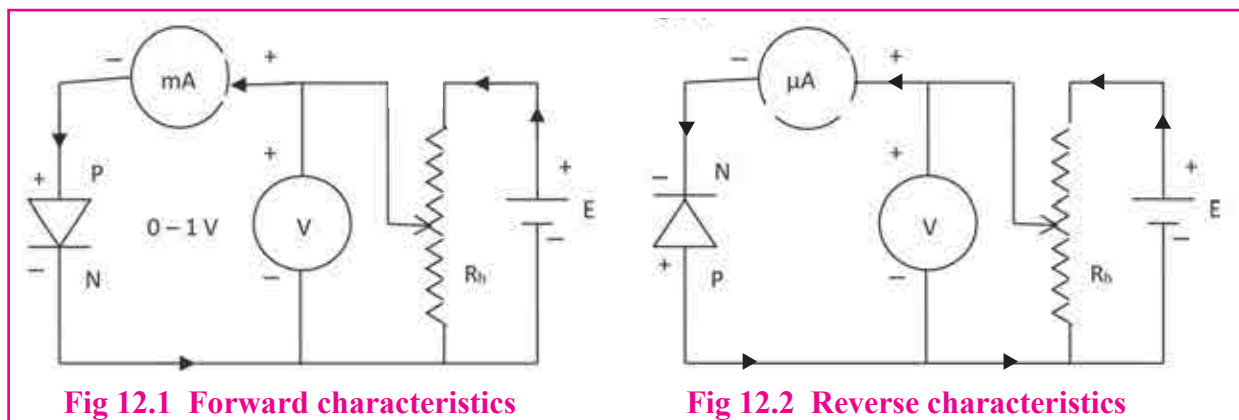 − mA +
+ P
− N
0 – 1 V
+ V −
Rh
+ E −
Fig 12.1 Forward characteristics
− μA +
− N
+ P
+ V −
Rh
+ E −
Fig 12.2 Reverse characteristics